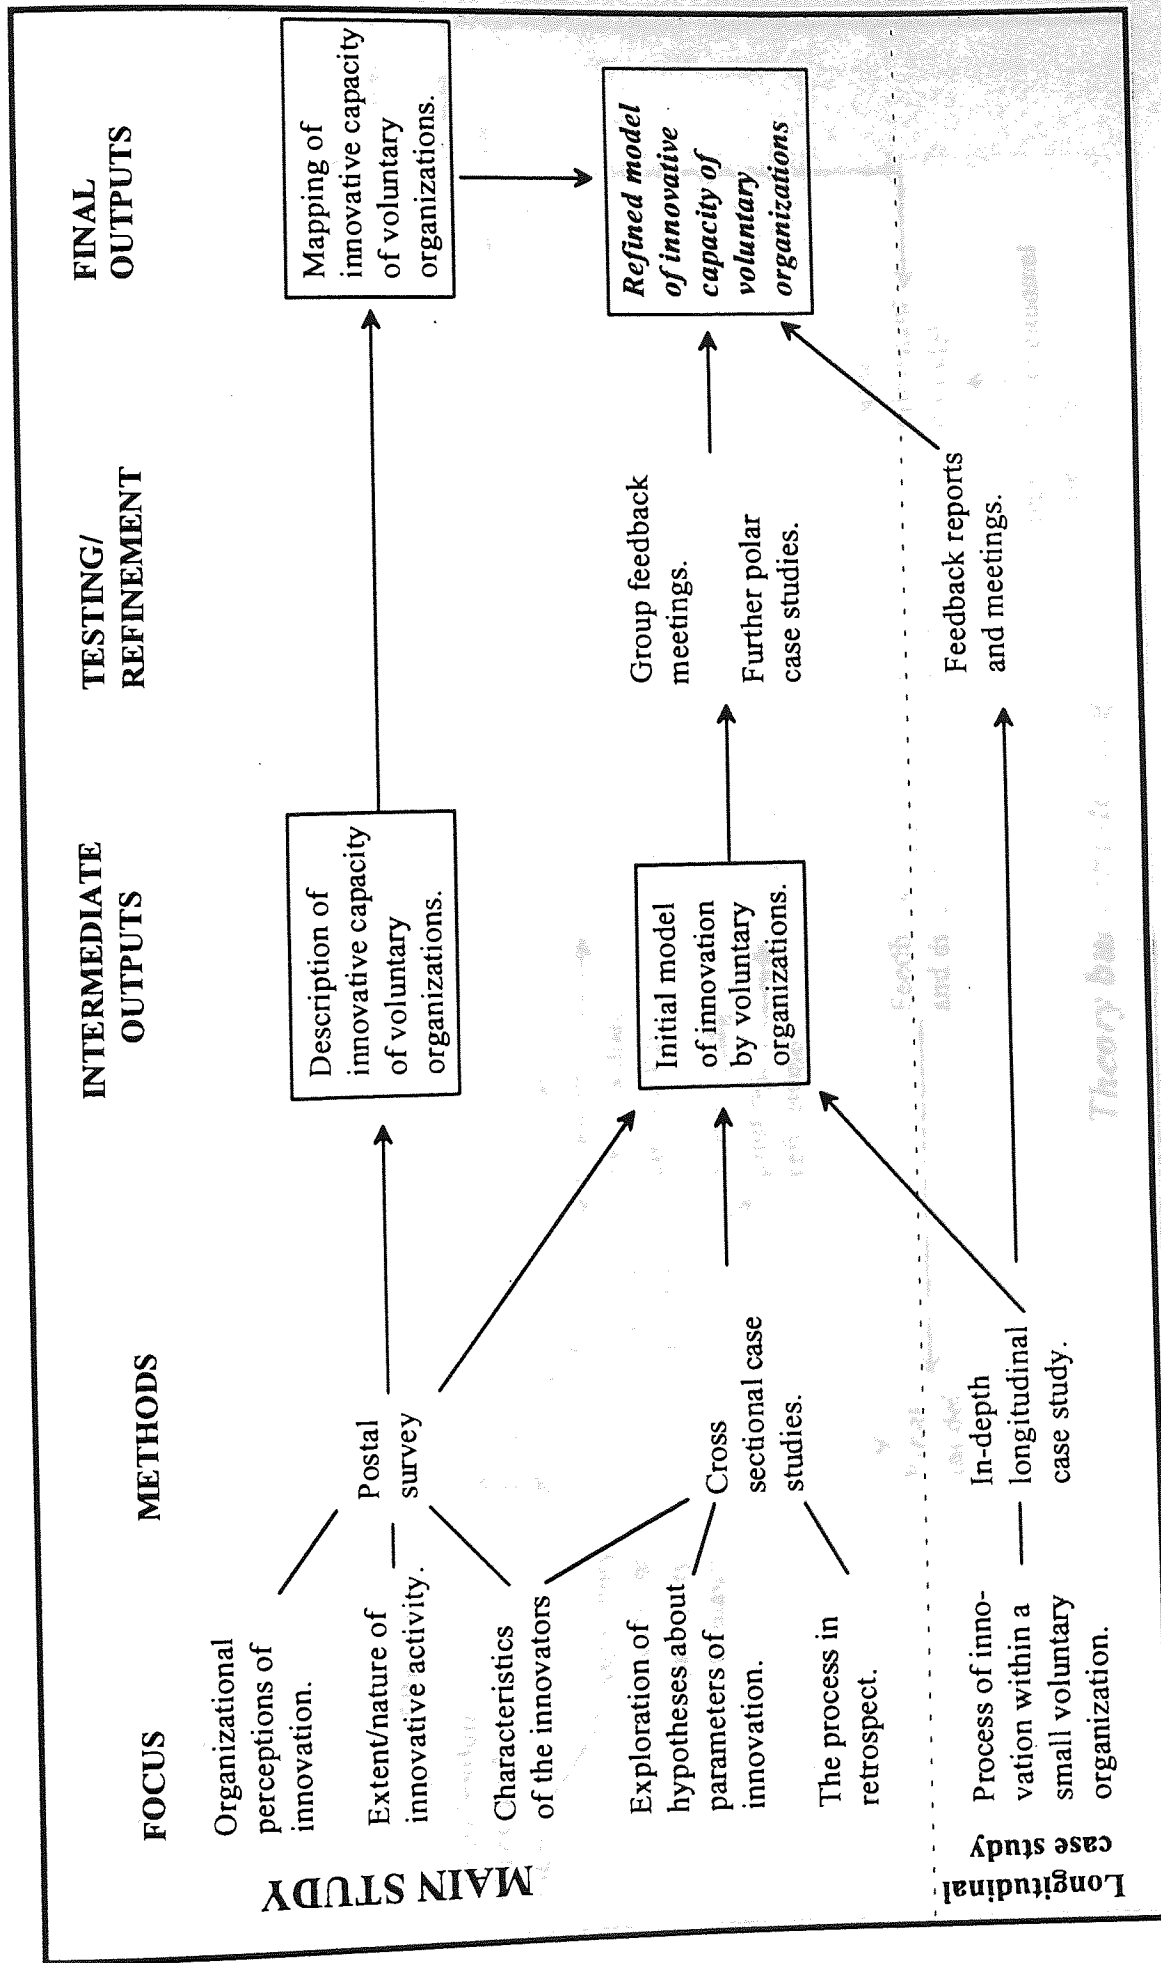 FOCUS
METHODS
INTERMEDIATE
OUTPUTS
TESTING/
REFINEMENT
FINAL
OUTPUTS
MAIN STUDY
Organizational
perceptions of
innovation.
Extent/nature of
innovative activity.
Characteristics
of the innovators
Exploration of
hypotheses about
parameters of
innovation.
The process in
retrospect.
Postal
survey
Cross
sectional case
studies.
Description of
innovative capacity
of voluntary
organizations.
Initial model
of innovation
by voluntary
organizations.
Group feedback
meetings.
Further polar
case studies.
Mapping of
innovative capacity
of voluntary
organizations.
Refined model
of innovative
capacity of
voluntary
organizations
Longitudinal
case study
Process of inno-
vation within a
small voluntary
organization.
In-depth
longitudinal
case study.
Feedback reports
and meetings.
Theory